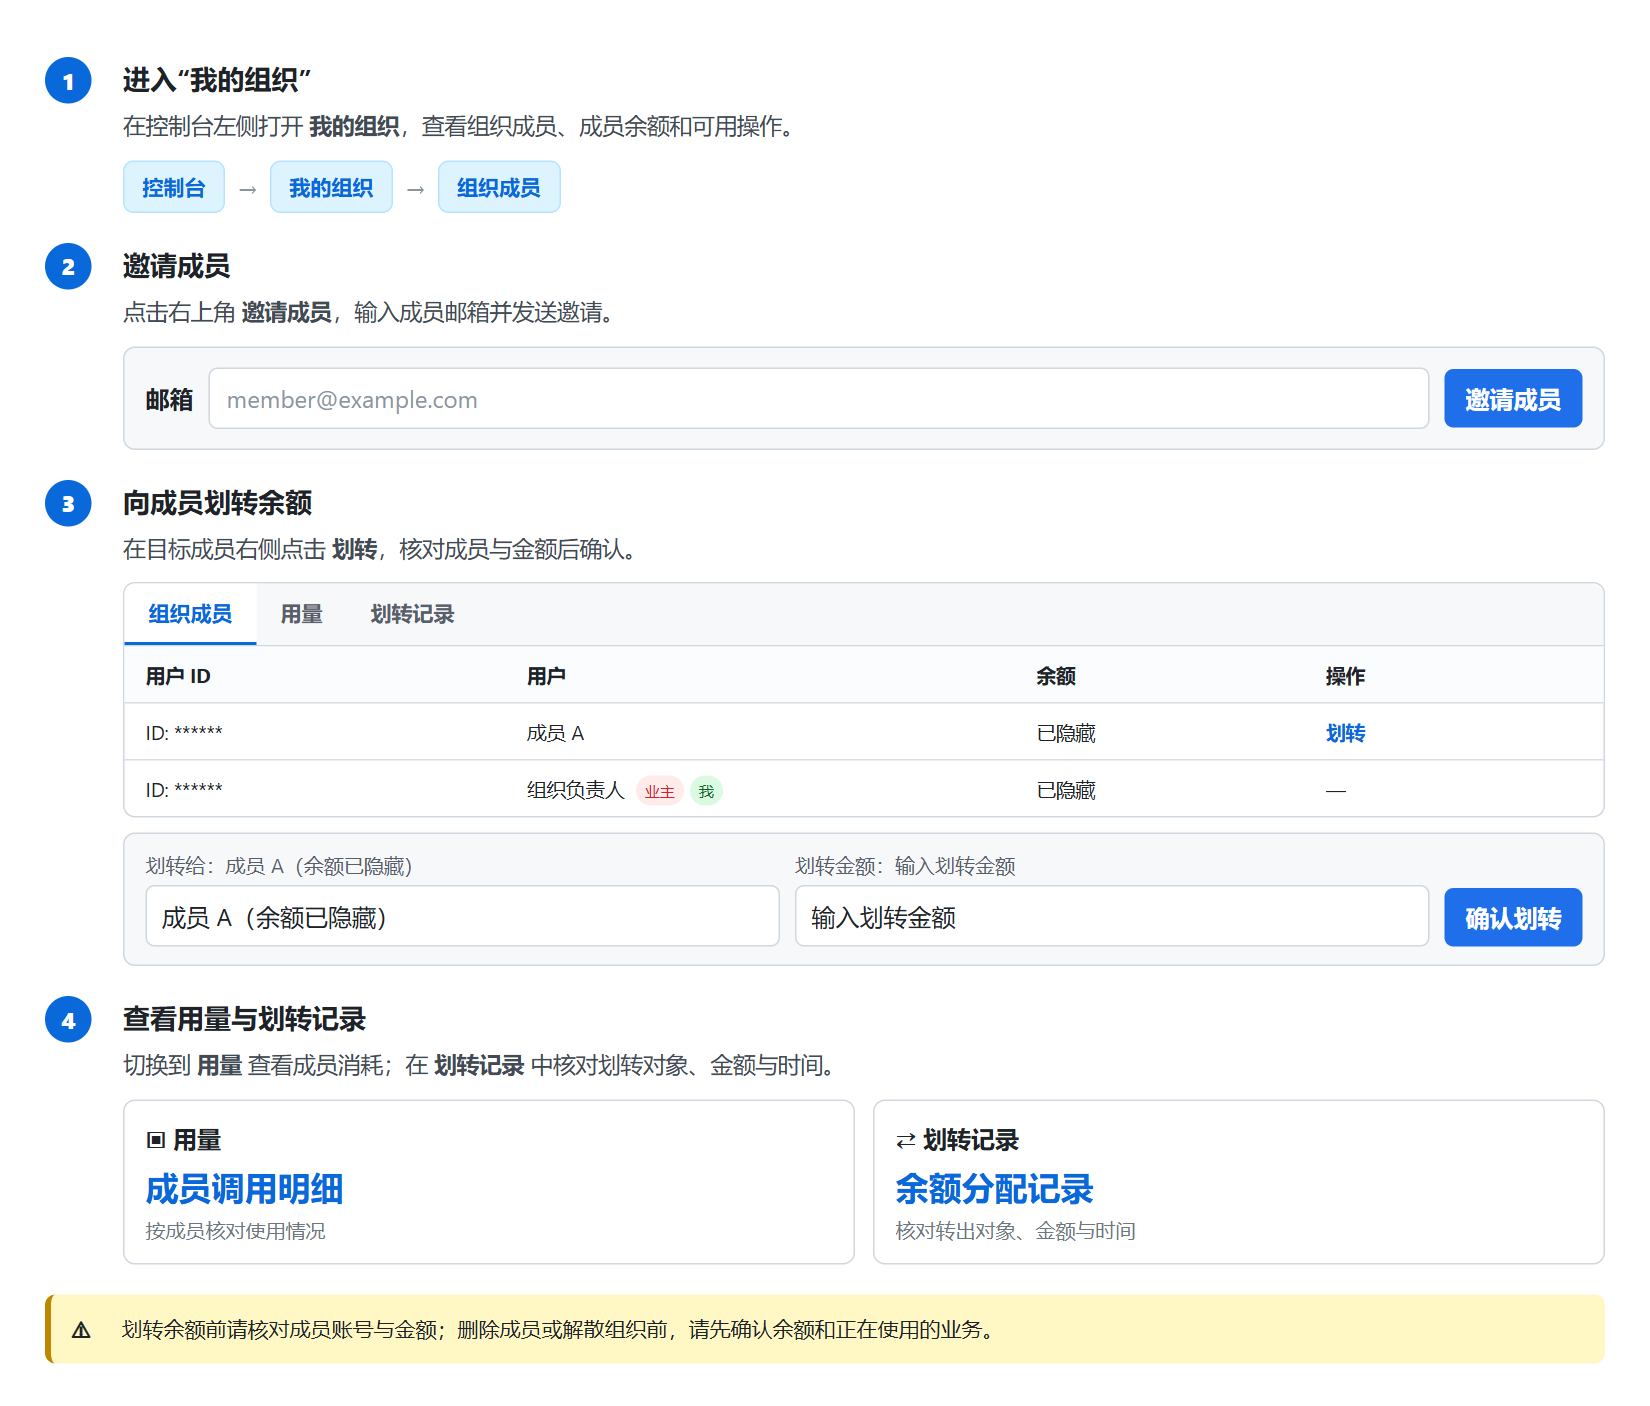 1 进入“我的组织”
在控制台左侧打开 我的组织，查看组织成员、成员余额和可用操作。
控制台 → 我的组织 → 组织成员
2 邀请成员
点击右上角 邀请成员，输入成员邮箱并发送邀请。
邮箱 member@example.com 邀请成员
3 向成员划转余额
在目标成员右侧点击 划转，核对成员与金额后确认。
组织成员 用量 划转记录
用户 ID 用户 余额 操作
ID: ****** 成员 A 已隐藏 划转
ID: ****** 组织负责人 业主 我 已隐藏 —
划转给：成员 A（余额已隐藏） 划转金额：输入划转金额
成员 A（余额已隐藏） 输入划转金额 确认划转
4 查看用量与划转记录
切换到 用量 查看成员消耗；在 划转记录 中核对划转对象、金额与时间。
▣ 用量 ⇄ 划转记录
成员调用明细 余额分配记录
按成员核对使用情况 核对转出对象、金额与时间
⚠ 划转余额前请核对成员账号与金额；删除成员或解散组织前，请先确认余额和正在使用的业务。